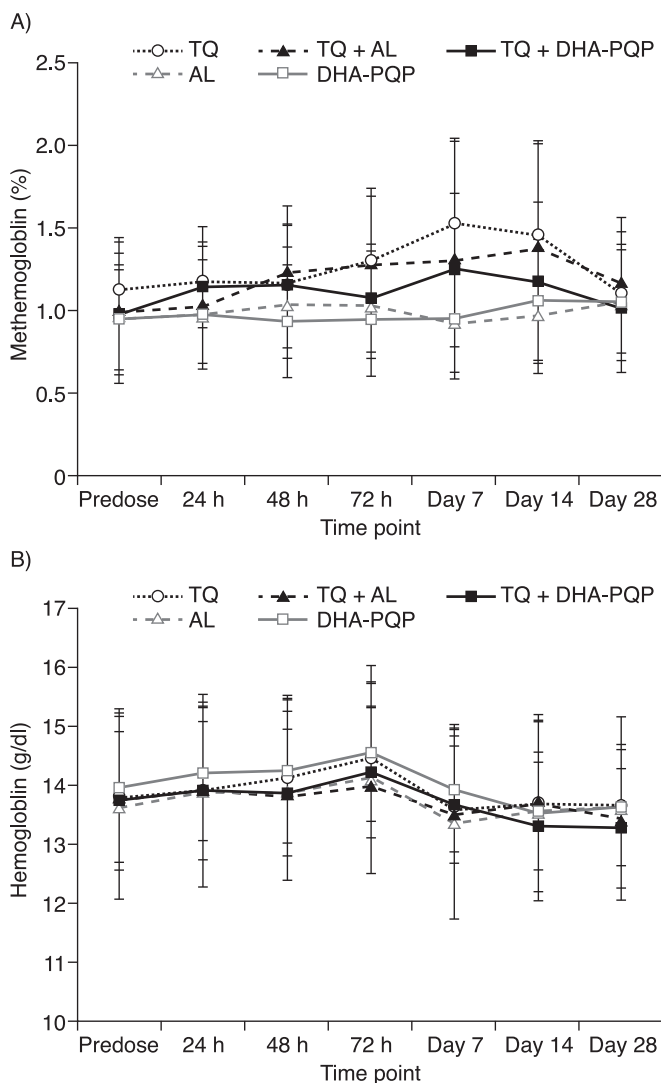 A)
TQ TQ + AL TQ + DHA-PQP
AL DHA-PQP
2.5
2.0
1.5
1.0
0.5
0
Methemogloblin (%)
Predose 24 h 48 h 72 h Day 7 Day 14 Day 28
Time point
B)
TQ TQ + AL TQ + DHA-PQP
AL DHA-PQP
17
16
15
14
13
12
11
10
Hemogloblin (g/dl)
Predose 24 h 48 h 72 h Day 7 Day 14 Day 28
Time point